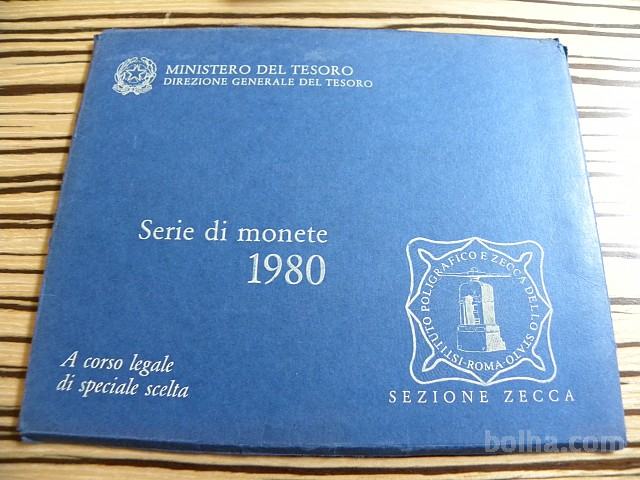 MINISTERO DEL TESORO
DIREZIONE GENERALE DEL TESORO
Serie di monete
1980
A corso legale
di speciale scelta
ISTITUTO POLIGRAFICO E ZECCA DELLO STATO-ROMA-
SEZIONE ZECCA
bolha.com